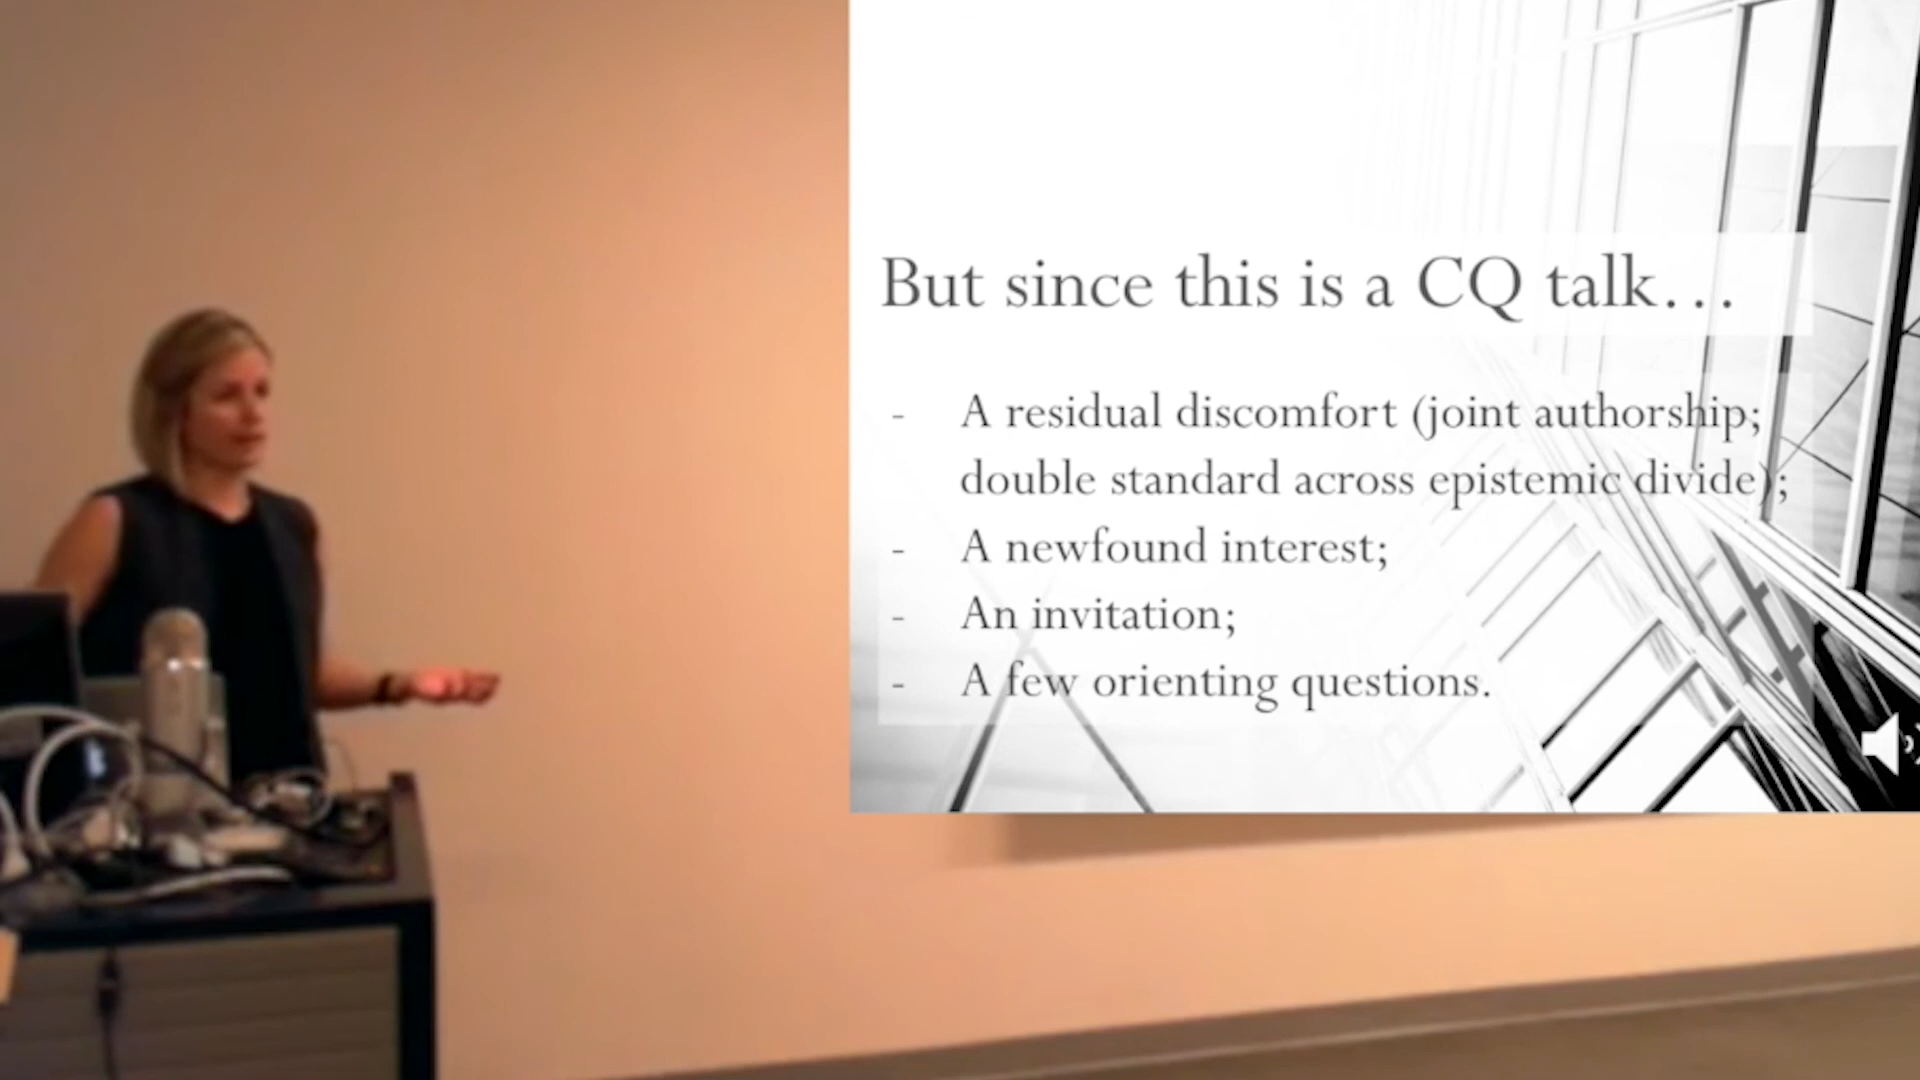 But since this is a CQ talk…
- A residual discomfort (joint authorship;
double standard across epistemic divide);
- A newfound interest;
- An invitation;
- A few orienting questions.